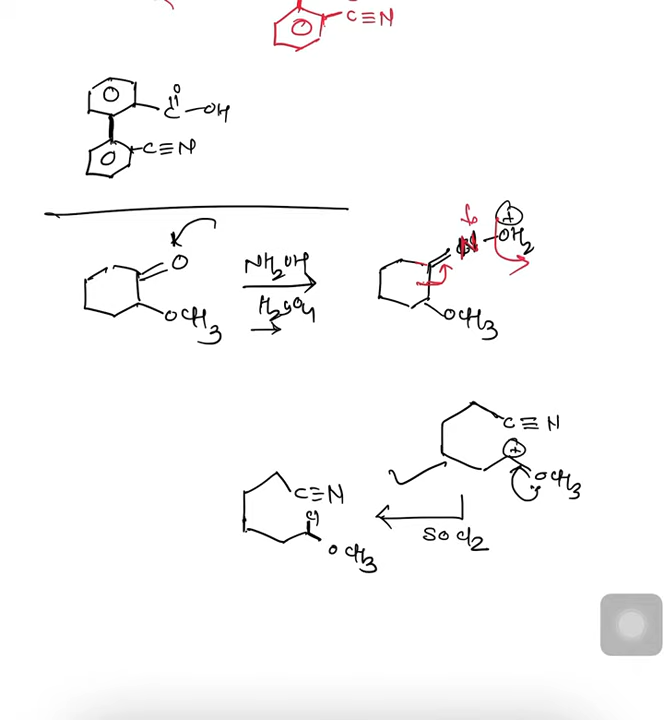 C≡N
O
C-OH
C≡N
O
NH2OH
H2SO4
OCH3
N-OH2
+
OCH3
C≡N
+
OCH3
C≡N
Cl
OCH3
SOCl2